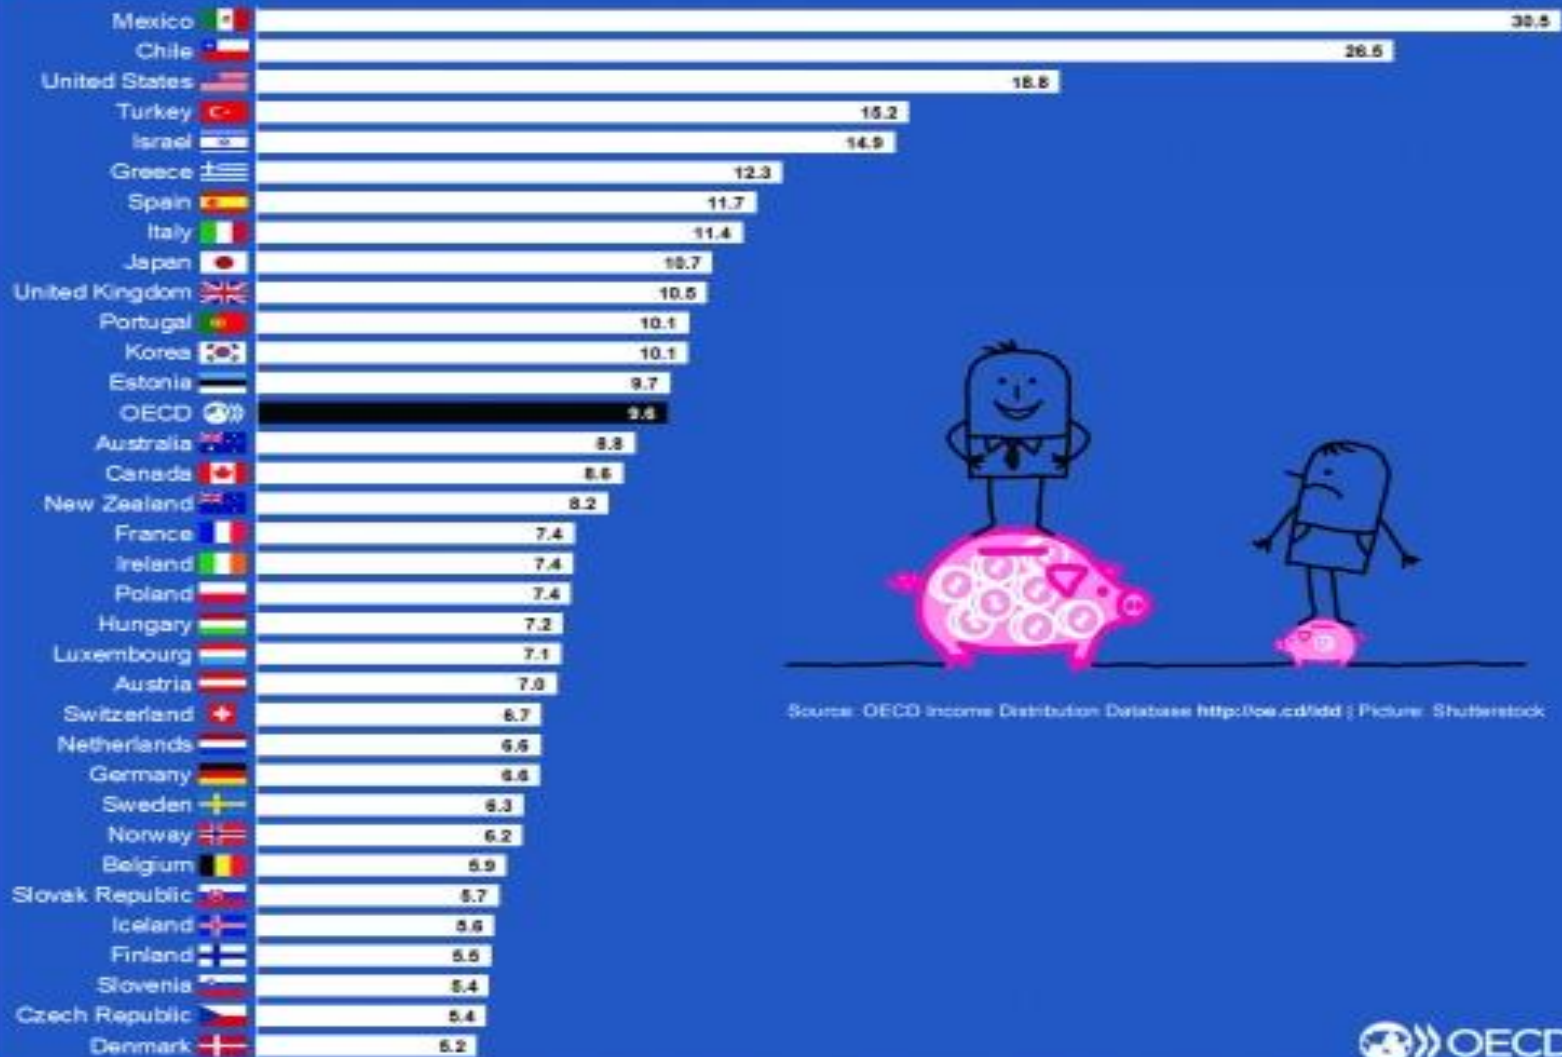 Mexico 30.5
Chile 26.5
United States 18.8
Turkey 15.2
Israel 14.9
Greece 12.3
Spain 11.7
Italy 11.4
Japan 10.7
United Kingdom 10.5
Portugal 10.1
Korea 10.1
Estonia 9.7
OECD 9.6
Australia 8.8
Canada 8.6
New Zealand 8.2
France 7.4
Ireland 7.4
Poland 7.4
Hungary 7.2
Luxembourg 7.1
Austria 7.0
Switzerland 6.7
Netherlands 6.6
Germany 6.6
Sweden 6.3
Norway 6.2
Belgium 5.9
Slovak Republic 5.7
Iceland 5.6
Finland 5.5
Slovenia 5.4
Czech Republic 5.4
Denmark 5.2
Source: OECD Income Distribution Database http://oe.cd/idd | Picture: Shutterstock
OECD